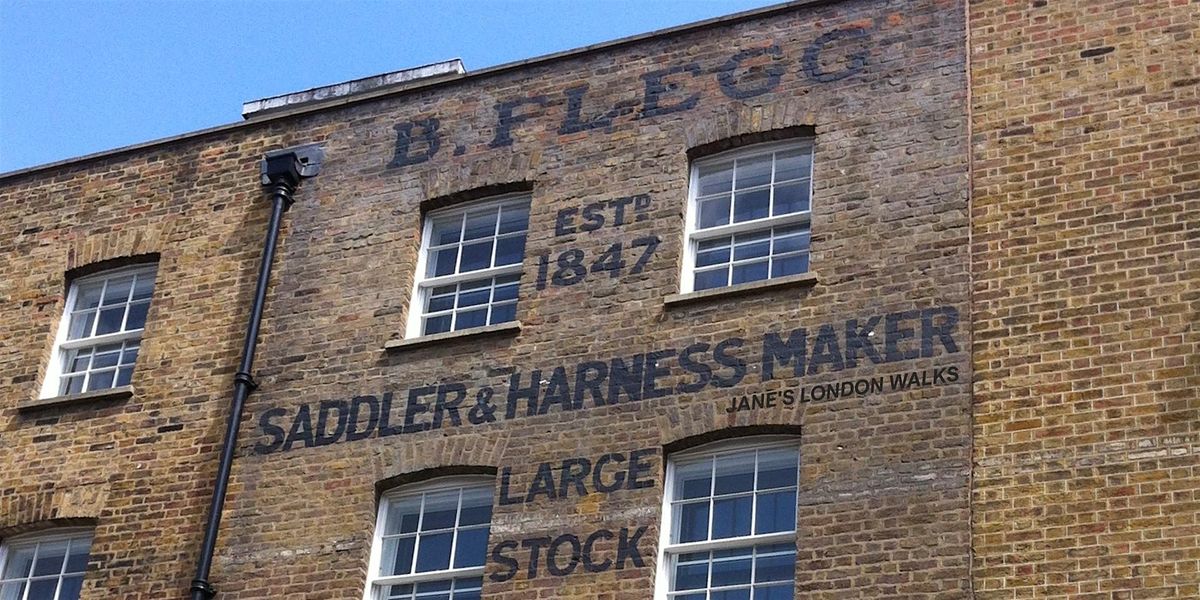 B. FLEGG
ESTD
1847
SADDLER & HARNESS MAKER
JANE'S LONDON WALKS
LARGE
STOCK